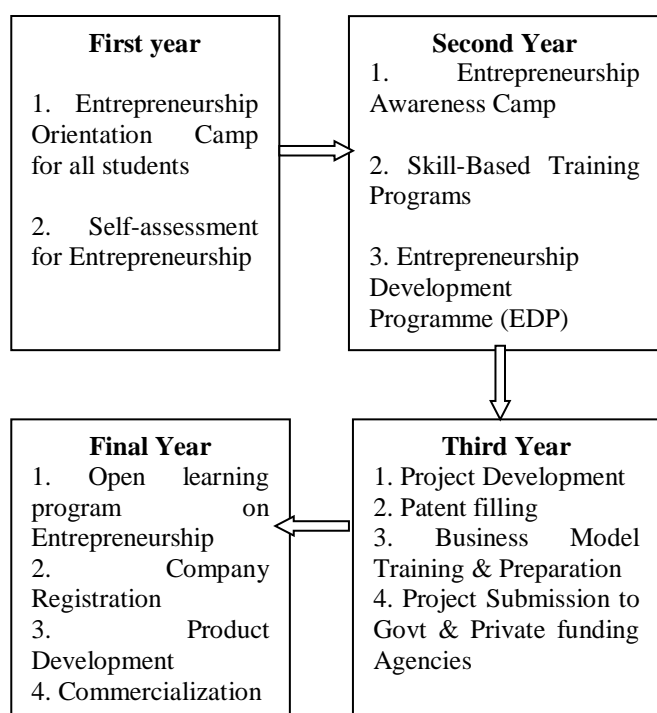 First year
1. Entrepreneurship
Orientation Camp
for all students
2. Self-assessment
for Entrepreneurship
Second Year
1. Entrepreneurship
Awareness Camp
2. Skill-Based Training
Programs
3. Entrepreneurship
Development
Programme (EDP)
Third Year
1. Project Development
2. Patent filling
3. Business Model
Training & Preparation
4. Project Submission to
Govt & Private funding
Agencies
Final Year
1. Open learning
program on
Entrepreneurship
2. Company
Registration
3. Product
Development
4. Commercialization